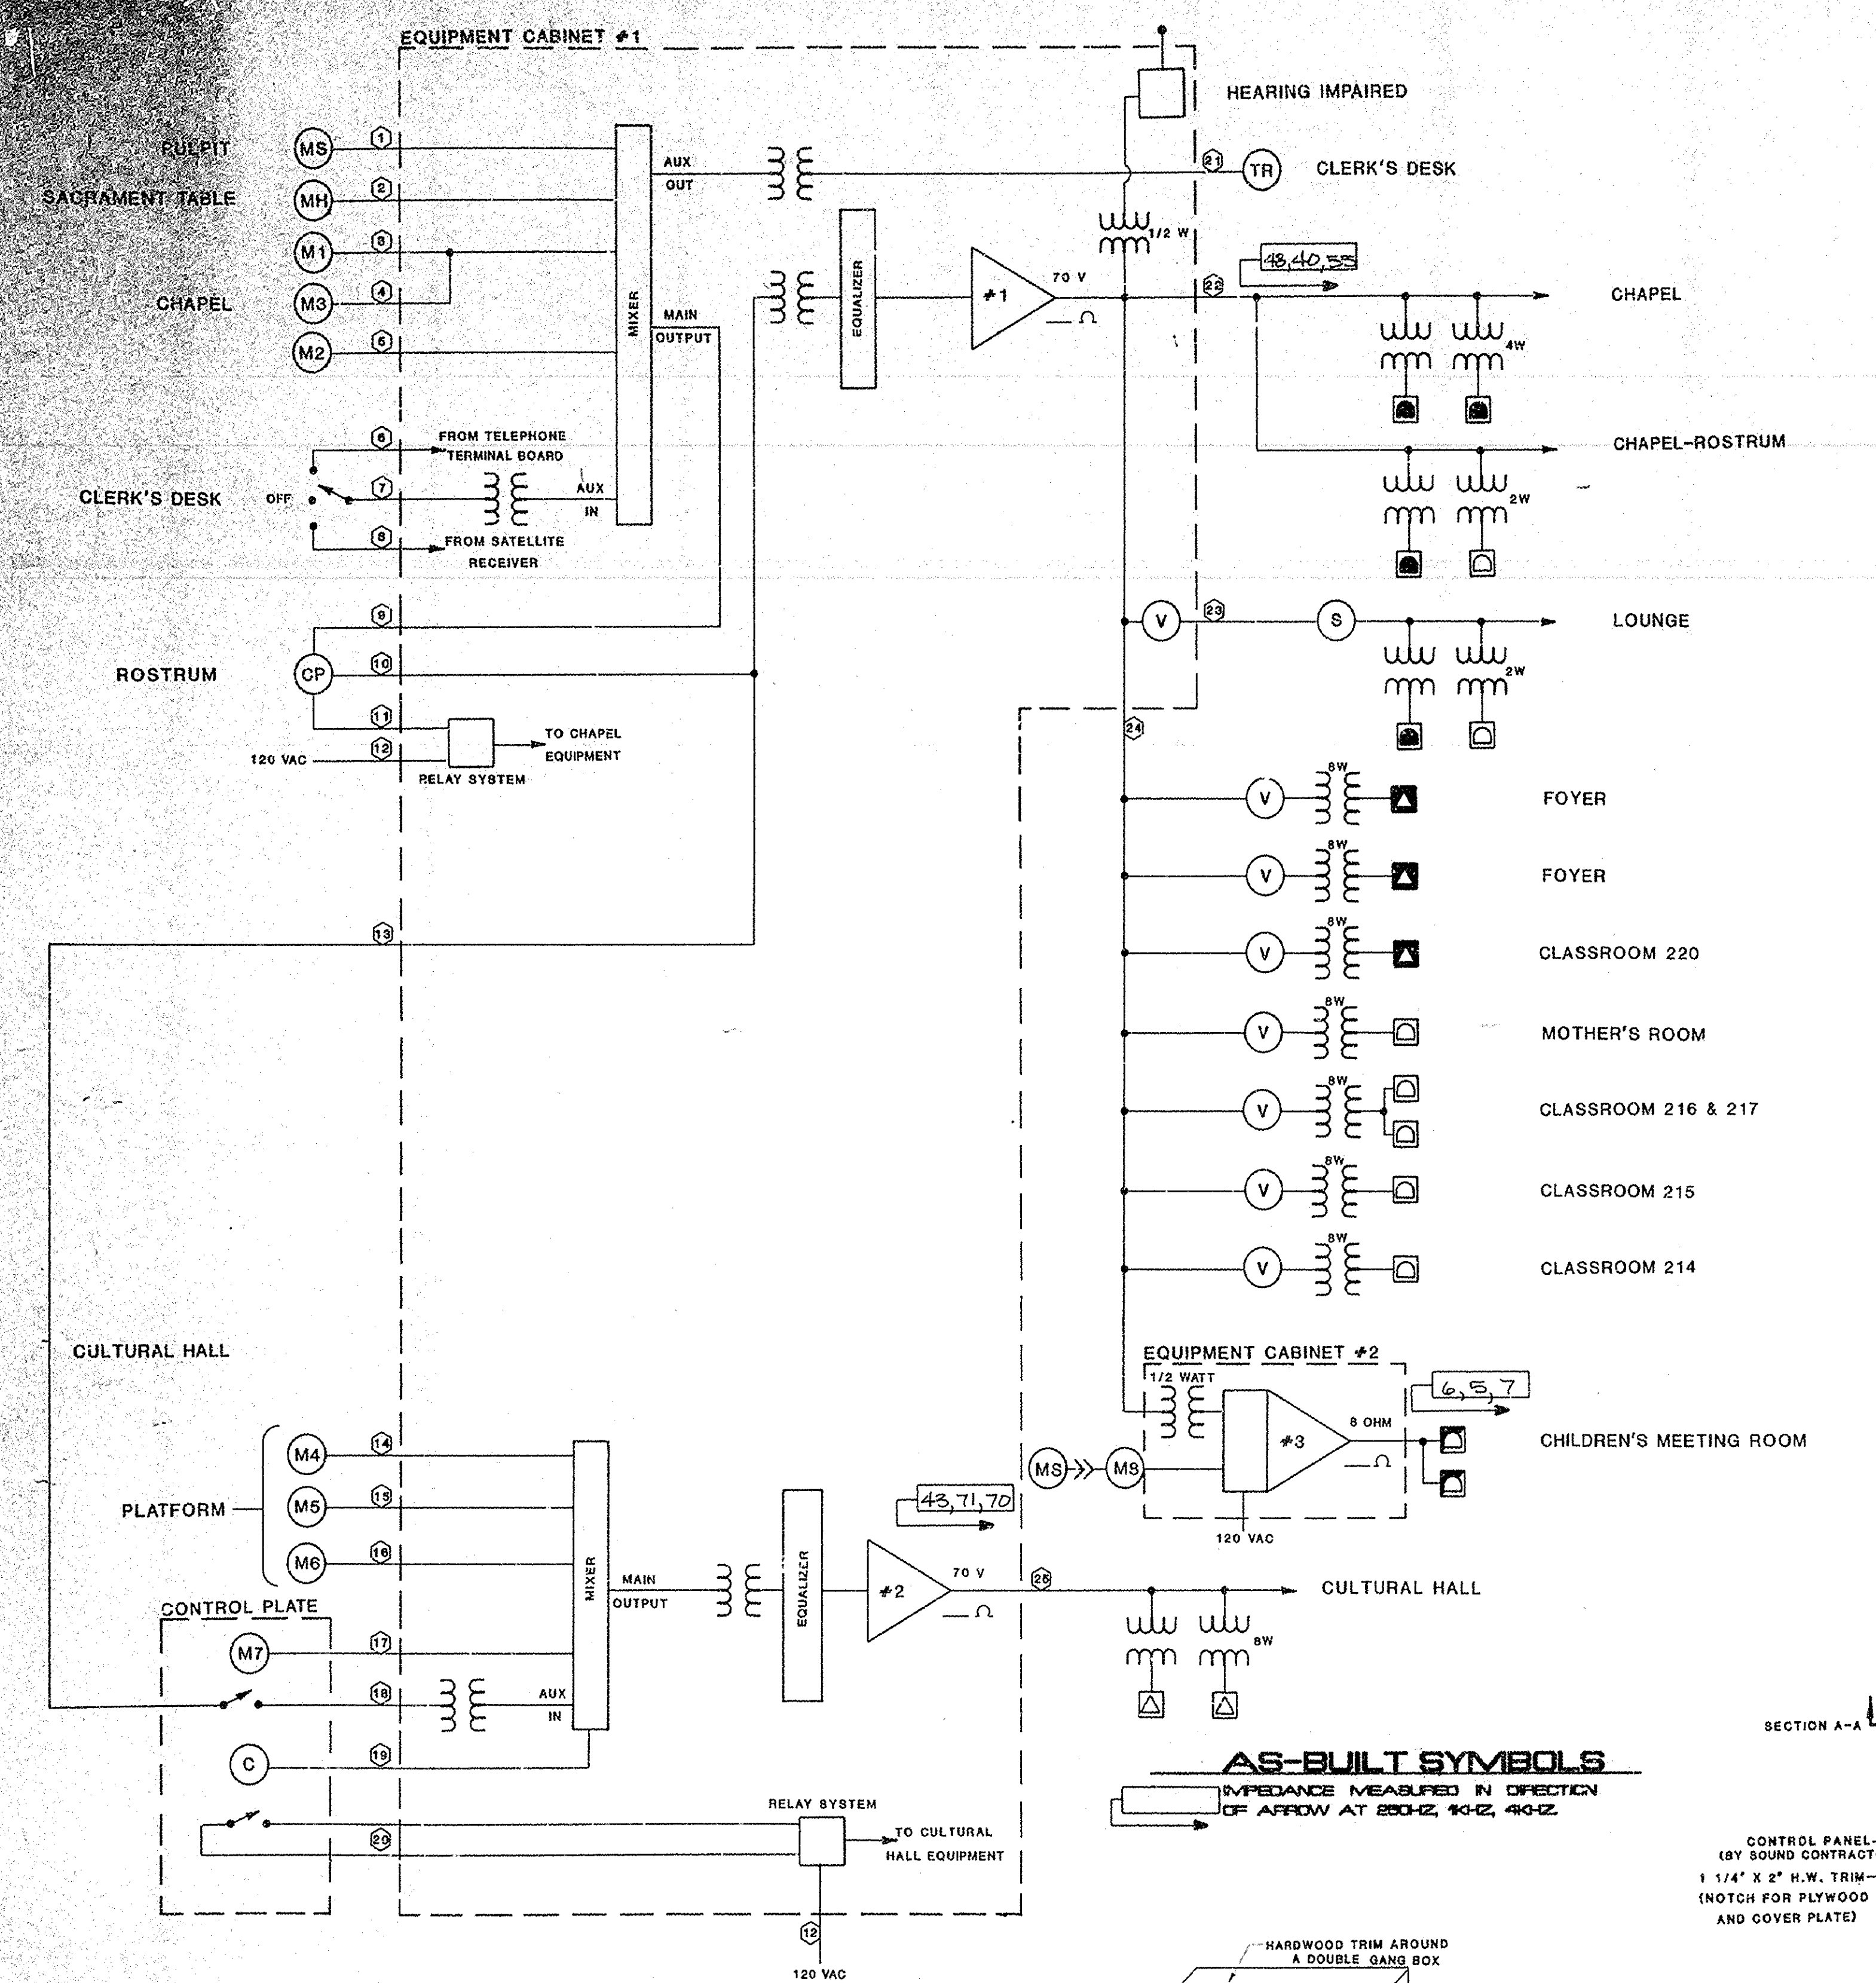 EQUIPMENT CABINET #1
HEARING IMPAIRED
PULPIT
MS
1
SACRAMENT TABLE
MH
2
M1
3
CHAPEL
M3
4
M2
5
MIXER
AUX
OUT
21
TR
CLERK'S DESK
MAIN
OUTPUT
EQUALIZER
#1
70 V
Ω
1/2 W
22
48,40,55
CHAPEL
4W
CHAPEL-ROSTRUM
2W
6
FROM TELEPHONE
TERMINAL BOARD
CLERK'S DESK
OFF
7
AUX
IN
8
FROM SATELLITE
RECEIVER
9
ROSTRUM
CP
10
11
12
120 VAC
RELAY SYSTEM
TO CHAPEL
EQUIPMENT
V
23
S
LOUNGE
2W
24
8W
V
FOYER
8W
V
FOYER
8W
V
CLASSROOM 220
8W
V
MOTHER'S ROOM
8W
V
CLASSROOM 216 & 217
8W
V
CLASSROOM 215
8W
V
CLASSROOM 214
13
CULTURAL HALL
EQUIPMENT CABINET #2
1/2 WATT
6,5,7
8 OHM
#3
Ω
CHILDREN'S MEETING ROOM
MS
MS
120 VAC
PLATFORM
M4
14
M5
15
M6
16
MIXER
MAIN
OUTPUT
EQUALIZER
#2
43,71,70
70 V
Ω
25
CULTURAL HALL
8W
CONTROL PLATE
M7
17
18
AUX
IN
C
19
20
RELAY SYSTEM
TO CULTURAL
HALL EQUIPMENT
12
120 VAC
SECTION A-A
AS-BUILT SYMBOLS
IMPEDANCE MEASURED IN DIRECTION
OF ARROW AT 250HZ, 1KHZ, 4KHZ.
CONTROL PANEL-
(BY SOUND CONTRACT
1 1/4" X 2" H.W. TRIM-
(NOTCH FOR PLYWOOD
AND COVER PLATE)
HARDWOOD TRIM AROUND
A DOUBLE GANG BOX